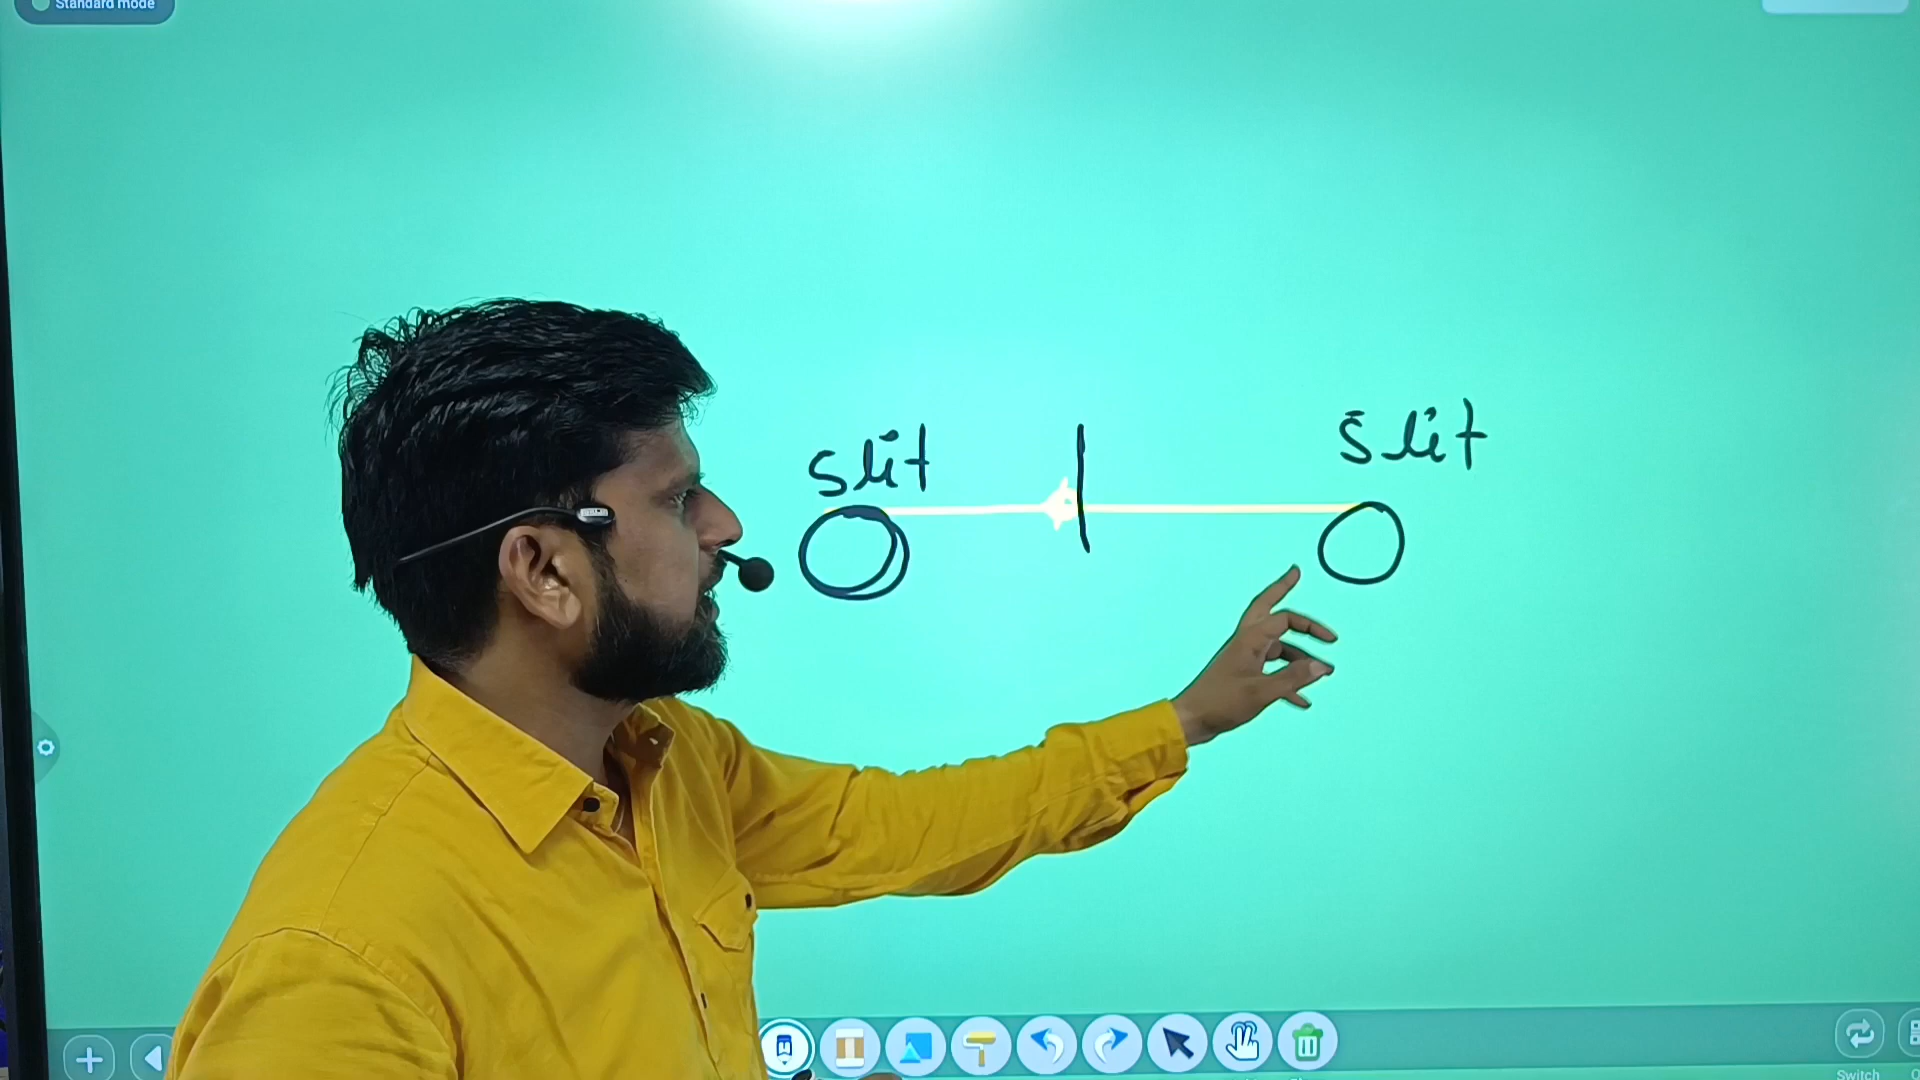 Standard mode
slit
slit
Switch